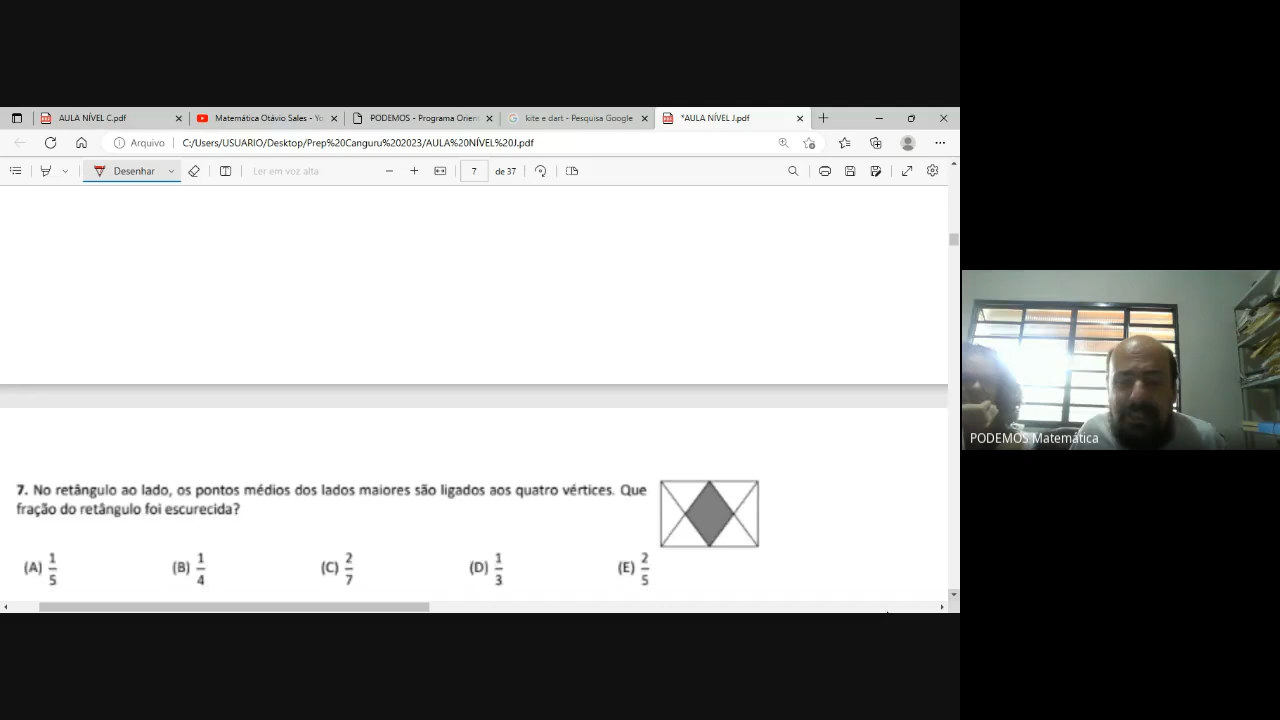 AULA NÍVEL C.pdf
Matemática Otávio Sales - Yo
PODEMOS - Programa Orien
kite e dart - Pesquisa Google
*AULA NÍVEL J.pdf
Arquivo
C:/Users/USUARIO/Desktop/Prep%20Canguru%202023/AULA%20NÍVEL%20J.pdf
Desenhar
Ler em voz alta
7
de 37
7. No retângulo ao lado, os pontos médios dos lados maiores são ligados aos quatro vértices. Que
fração do retângulo foi escurecida?
(A) 1/5 (B) 1/4 (C) 2/7 (D) 1/3 (E) 2/5
PODEMOS Matemática